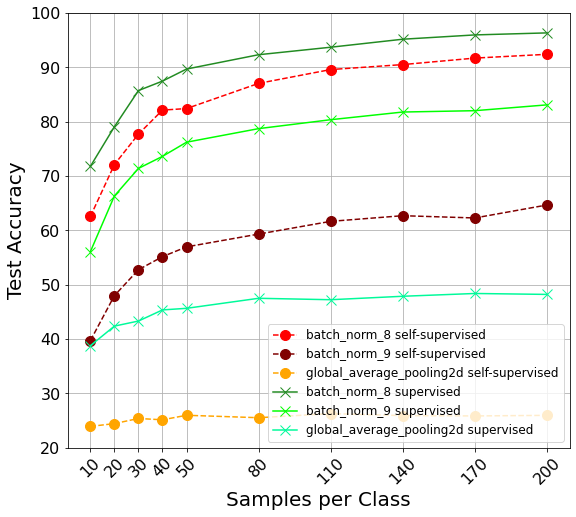 100
90
80
70
60
50
40
30
20
Test Accuracy
batch_norm_8 self-supervised
batch_norm_9 self-supervised
global_average_pooling2d self-supervised
batch_norm_8 supervised
batch_norm_9 supervised
global_average_pooling2d supervised
10 20 30 40 50 80 110 140 170 200
Samples per Class